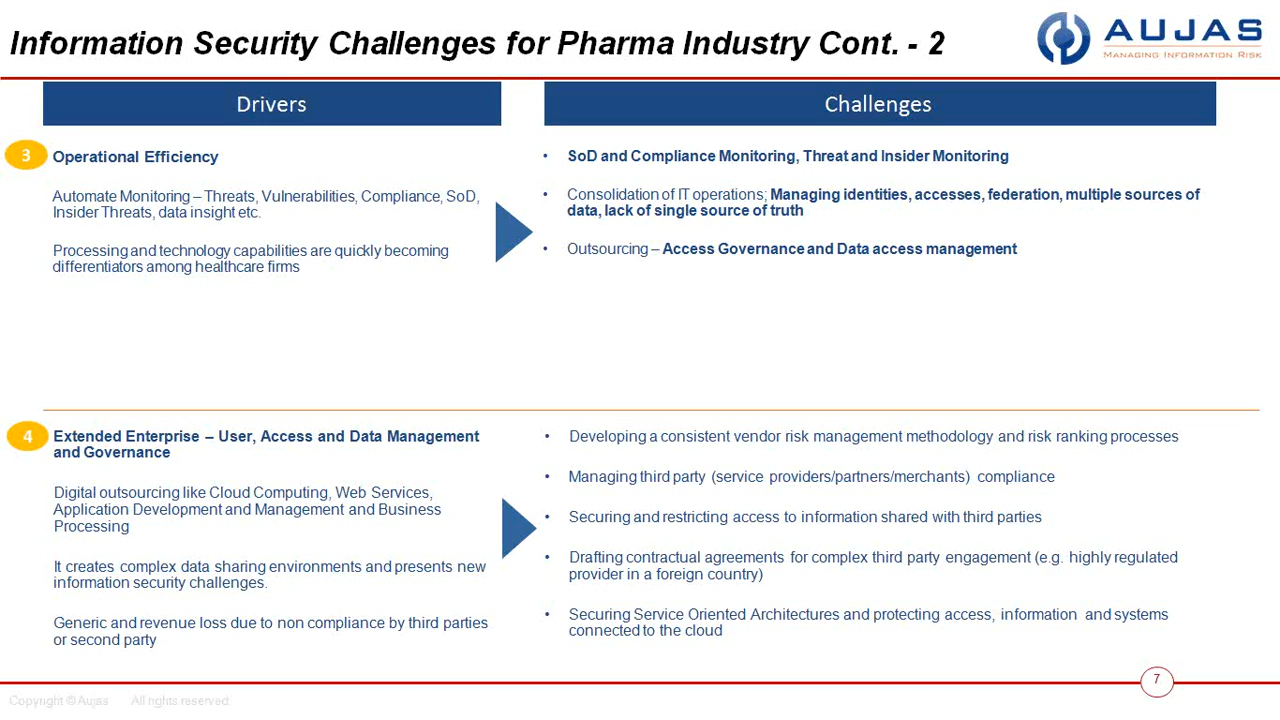 Information Security Challenges for Pharma Industry Cont. - 2
AUJAS
MANAGING INFORMATION RISK
Drivers
Challenges
3
Operational Efficiency
Automate Monitoring – Threats, Vulnerabilities, Compliance, SoD,
Insider Threats, data insight etc.
Processing and technology capabilities are quickly becoming
differentiators among healthcare firms
• SoD and Compliance Monitoring, Threat and Insider Monitoring
• Consolidation of IT operations; Managing identities, accesses, federation, multiple sources of
data, lack of single source of truth
• Outsourcing – Access Governance and Data access management
4
Extended Enterprise – User, Access and Data Management
and Governance
Digital outsourcing like Cloud Computing, Web Services,
Application Development and Management and Business
Processing
It creates complex data sharing environments and presents new
information security challenges.
Generic and revenue loss due to non compliance by third parties
or second party
• Developing a consistent vendor risk management methodology and risk ranking processes
• Managing third party (service providers/partners/merchants) compliance
• Securing and restricting access to information shared with third parties
• Drafting contractual agreements for complex third party engagement (e.g. highly regulated
provider in a foreign country)
• Securing Service Oriented Architectures and protecting access, information and systems
connected to the cloud
7
Copyright © Aujas All rights reserved.